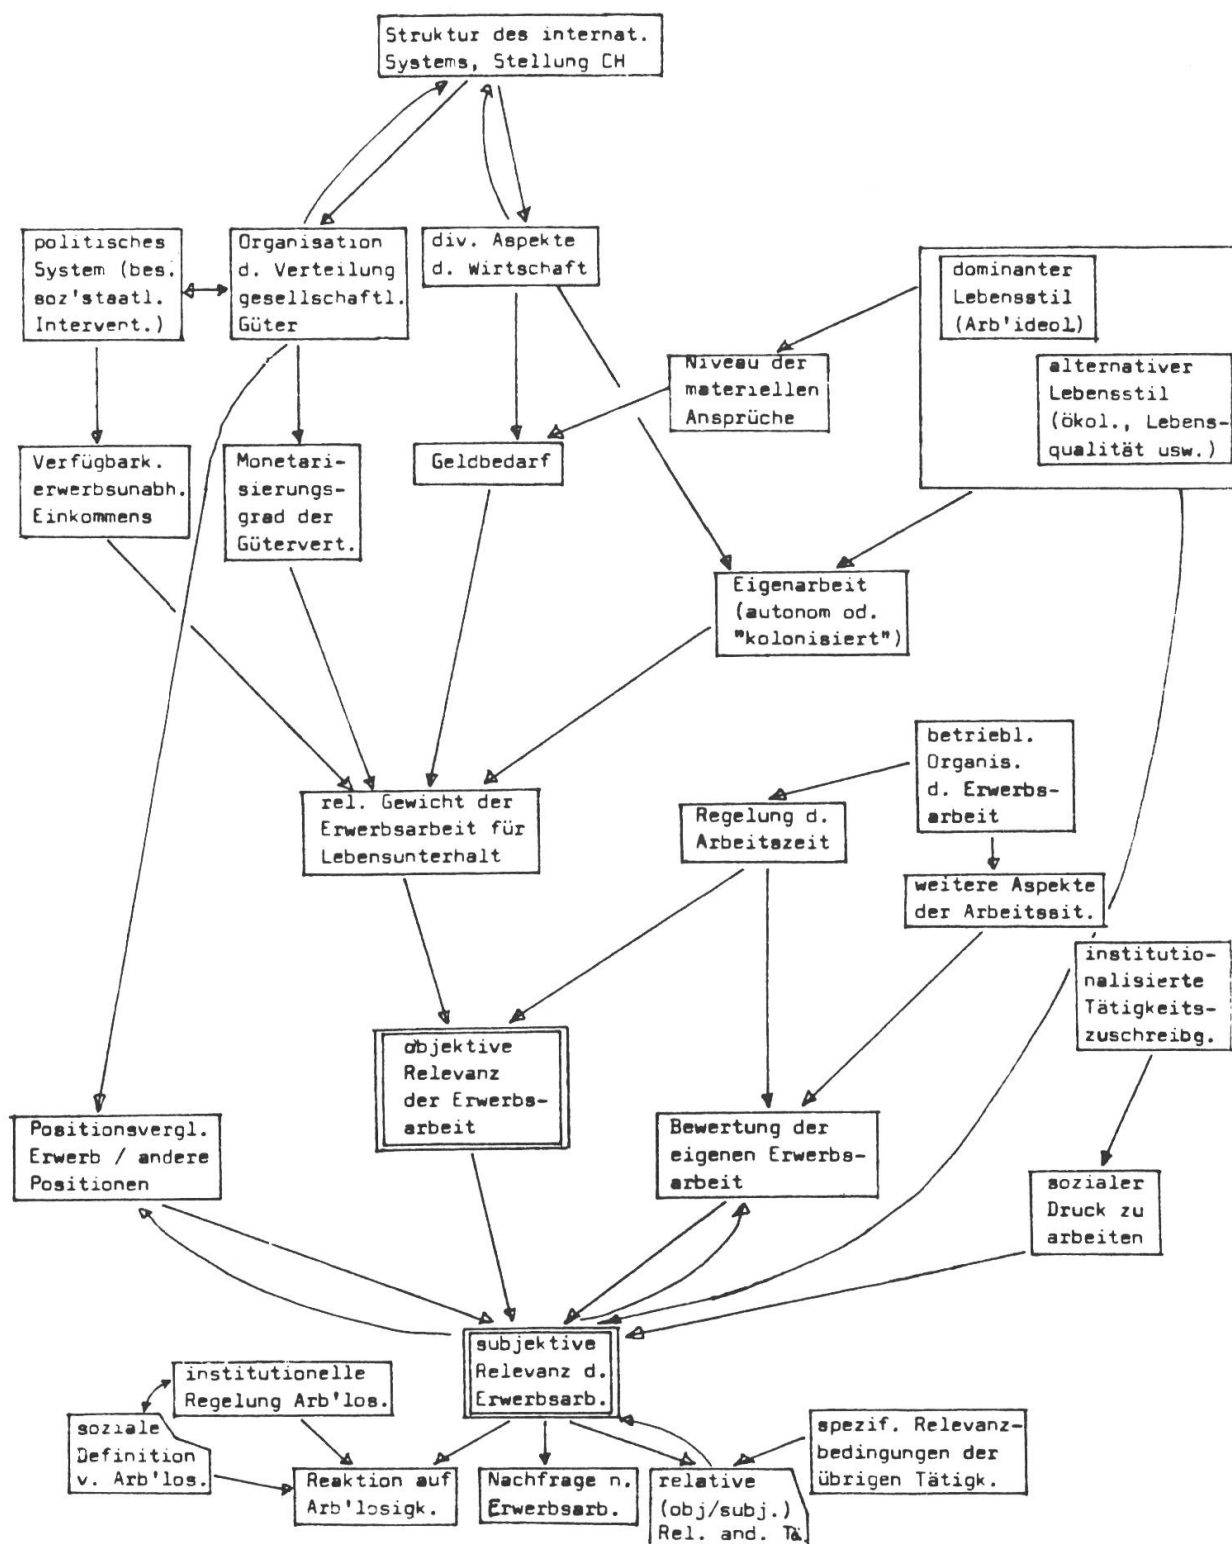 Struktur des internat.
Systems, Stellung CH
politisches
System (bes.
soz'staatl.
Intervent.)
Organisation
d. Verteilung
gesellschaftl.
Güter
div. Aspekte
d. Wirtschaft
dominanter
Lebensstil
(Arb'ideol)
alternativer
Lebensstil
(ökol., Lebens-
qualität usw.)
Niveau der
materiellen
Ansprüche
Verfügbark.
erwerbsunabh.
Einkommens
Monetari-
sierungs-
grad der
Gütervert.
Geldbedarf
Eigenarbeit
(autonom od.
"kolonisiert")
rel. Gewicht der
Erwerbsarbeit für
Lebensunterhalt
Regelung d.
Arbeitszeit
betriebl.
Organis.
d. Erwerbs-
arbeit
weitere Aspekte
der Arbeitssit.
institutio-
nalisierte
Tätigkeits-
zuschreibg.
objektive
Relevanz
der Erwerbs-
arbeit
Positionsvergl.
Erwerb / andere
Positionen
Bewertung der
eigenen Erwerbs-
arbeit
sozialer
Druck zu
arbeiten
subjektive
Relevanz d.
Erwerbsarb.
institutionelle
Regelung Arb'los.
soziale
Definition
v. Arb'los.
Reaktion auf
Arb'losigk.
Nachfrage n.
Erwerbsarb.
relative
(obj/subj.)
Rel. and. Tä.
spezif. Relevanz-
bedingungen der
übrigen Tätigk.